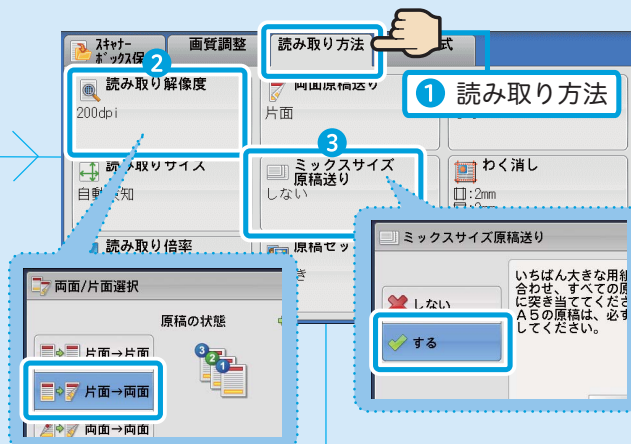 スキャナー
ボックス保
画質調整
読み取り方法
式
1 読み取り方法
2
読み取り解像度
200dpi
両面原稿送り
片面
読み取りサイズ
自動検知
3
ミックスサイズ
原稿送り
しない
わく消し
:2mm
:2mm
読み取り倍率
原稿セッ
き
両面/片面選択
原稿の状態
片面→片面
片面→両面
両面→両面
3
2
1
ミックスサイズ原稿送り
しない
する
いちばん大きな用紙
合わせ、すべての原
に突き当ててくださ
A5の原稿は、必ず
してください。